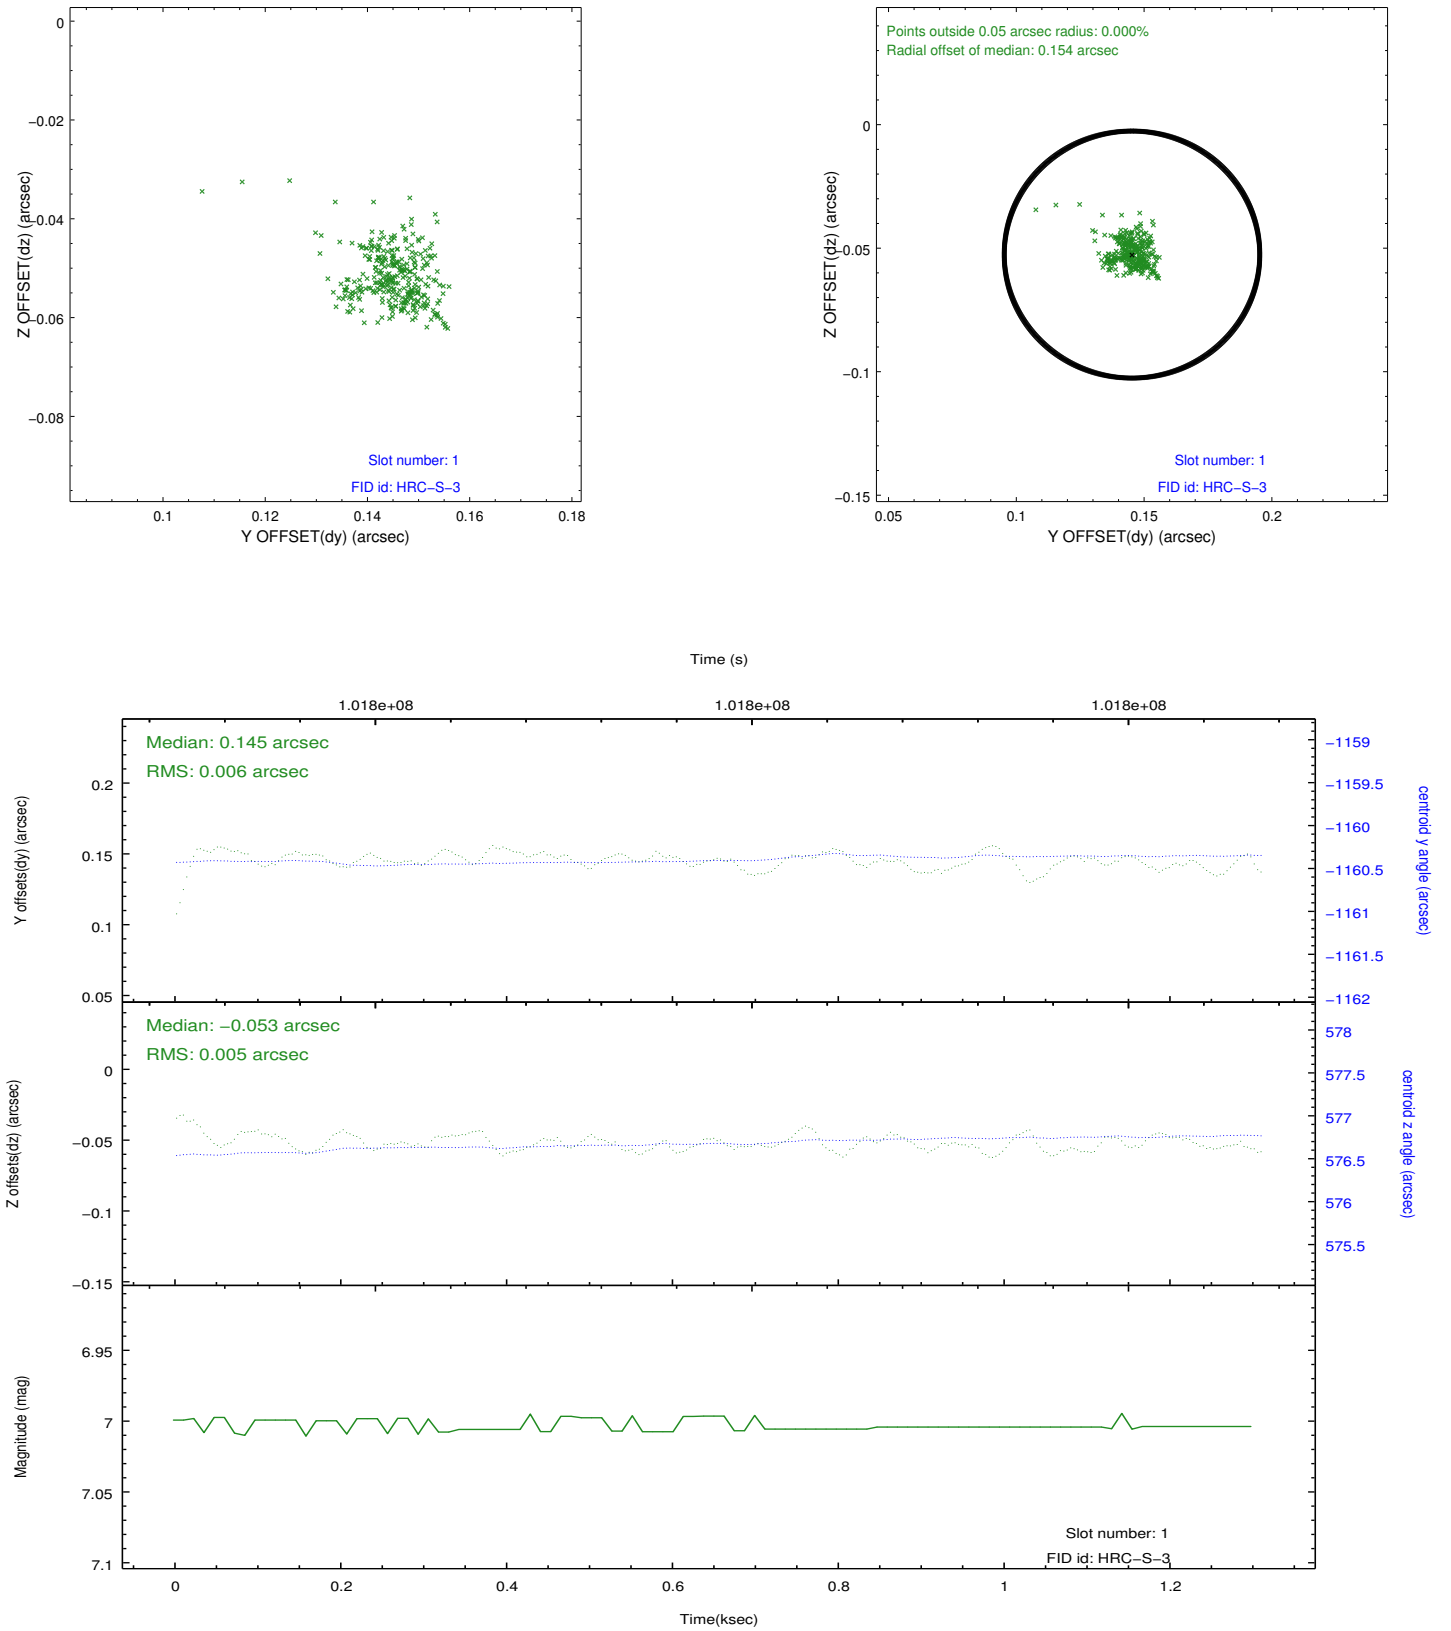 0
−0.02
−0.04
−0.06
−0.08
Z OFFSET(dz) (arcsec)
Slot number: 1
FID id: HRC−S−3
0.1
0.12
0.14
0.16
0.18
Y OFFSET(dy) (arcsec)
Points outside 0.05 arcsec radius: 0.000%
Radial offset of median: 0.154 arcsec
0
−0.05
−0.1
−0.15
Z OFFSET(dz) (arcsec)
Slot number: 1
FID id: HRC−S−3
0.05
0.1
0.15
0.2
Y OFFSET(dy) (arcsec)
Time (s)
1.018e+08
1.018e+08
1.018e+08
Median: 0.145 arcsec
RMS: 0.006 arcsec
0.2
0.15
0.1
0.05
Y offsets(dy) (arcsec)
−1159
−1159.5
−1160
−1160.5
−1161
−1161.5
−1162
centroid y angle (arcsec)
Median: −0.053 arcsec
RMS: 0.005 arcsec
0
−0.05
−0.1
−0.15
Z offsets(dz) (arcsec)
578
577.5
577
576.5
576
575.5
centroid z angle (arcsec)
6.95
7
7.05
7.1
Magnitude (mag)
Slot number: 1
FID id: HRC−S−3
0
0.2
0.4
0.6
0.8
1
1.2
Time(ksec)